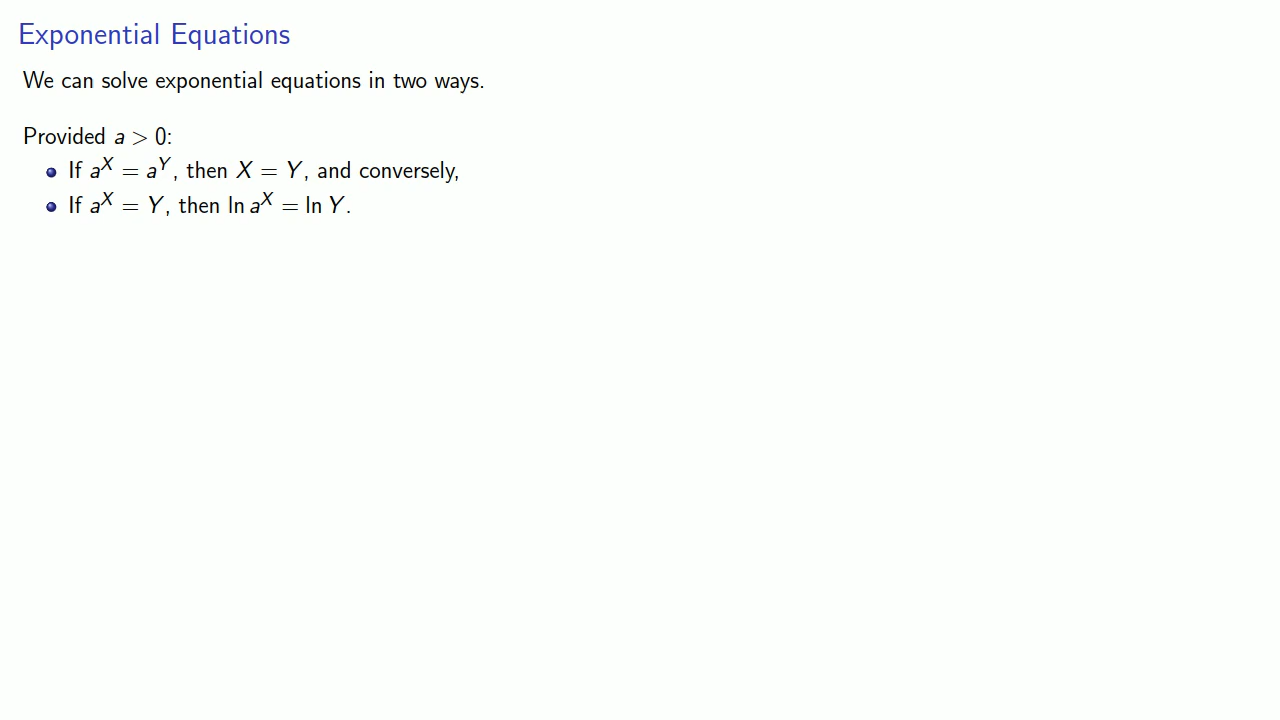 Exponential Equations
We can solve exponential equations in two ways.
Provided a > 0:
• If a^X = a^Y, then X = Y, and conversely,
• If a^X = Y, then ln a^X = ln Y.